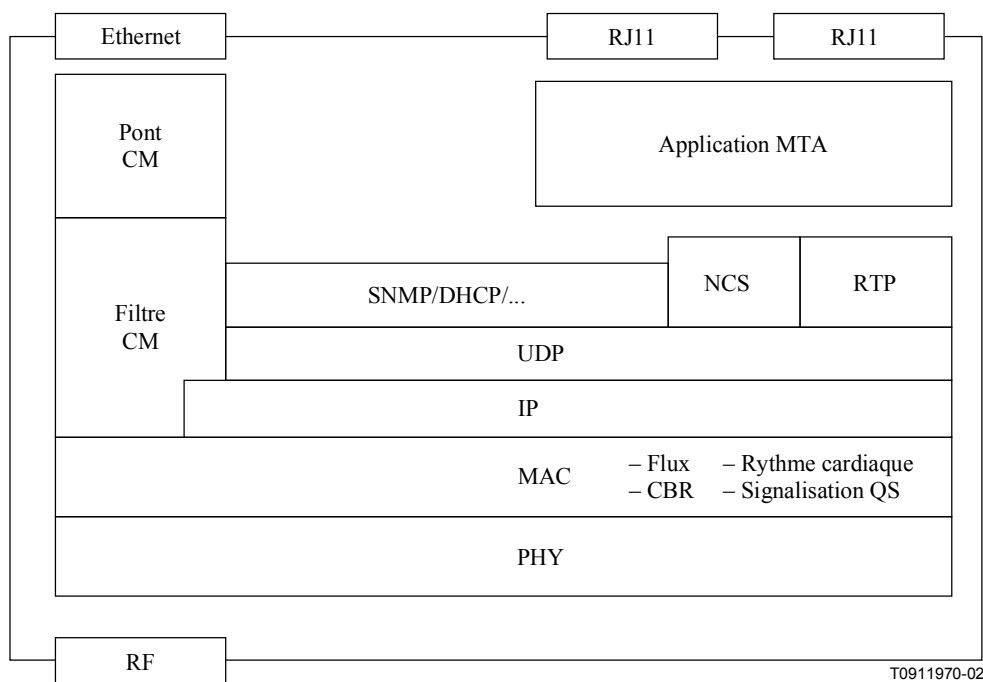 Ethernet
RJ11
RJ11
Pont
CM
Application MTA
Filtre
CM
SNMP/DHCP/...
NCS
RTP
UDP
IP
MAC
– Flux – Rythme cardiaque
– CBR – Signalisation QS
PHY
RF
T0911970-02